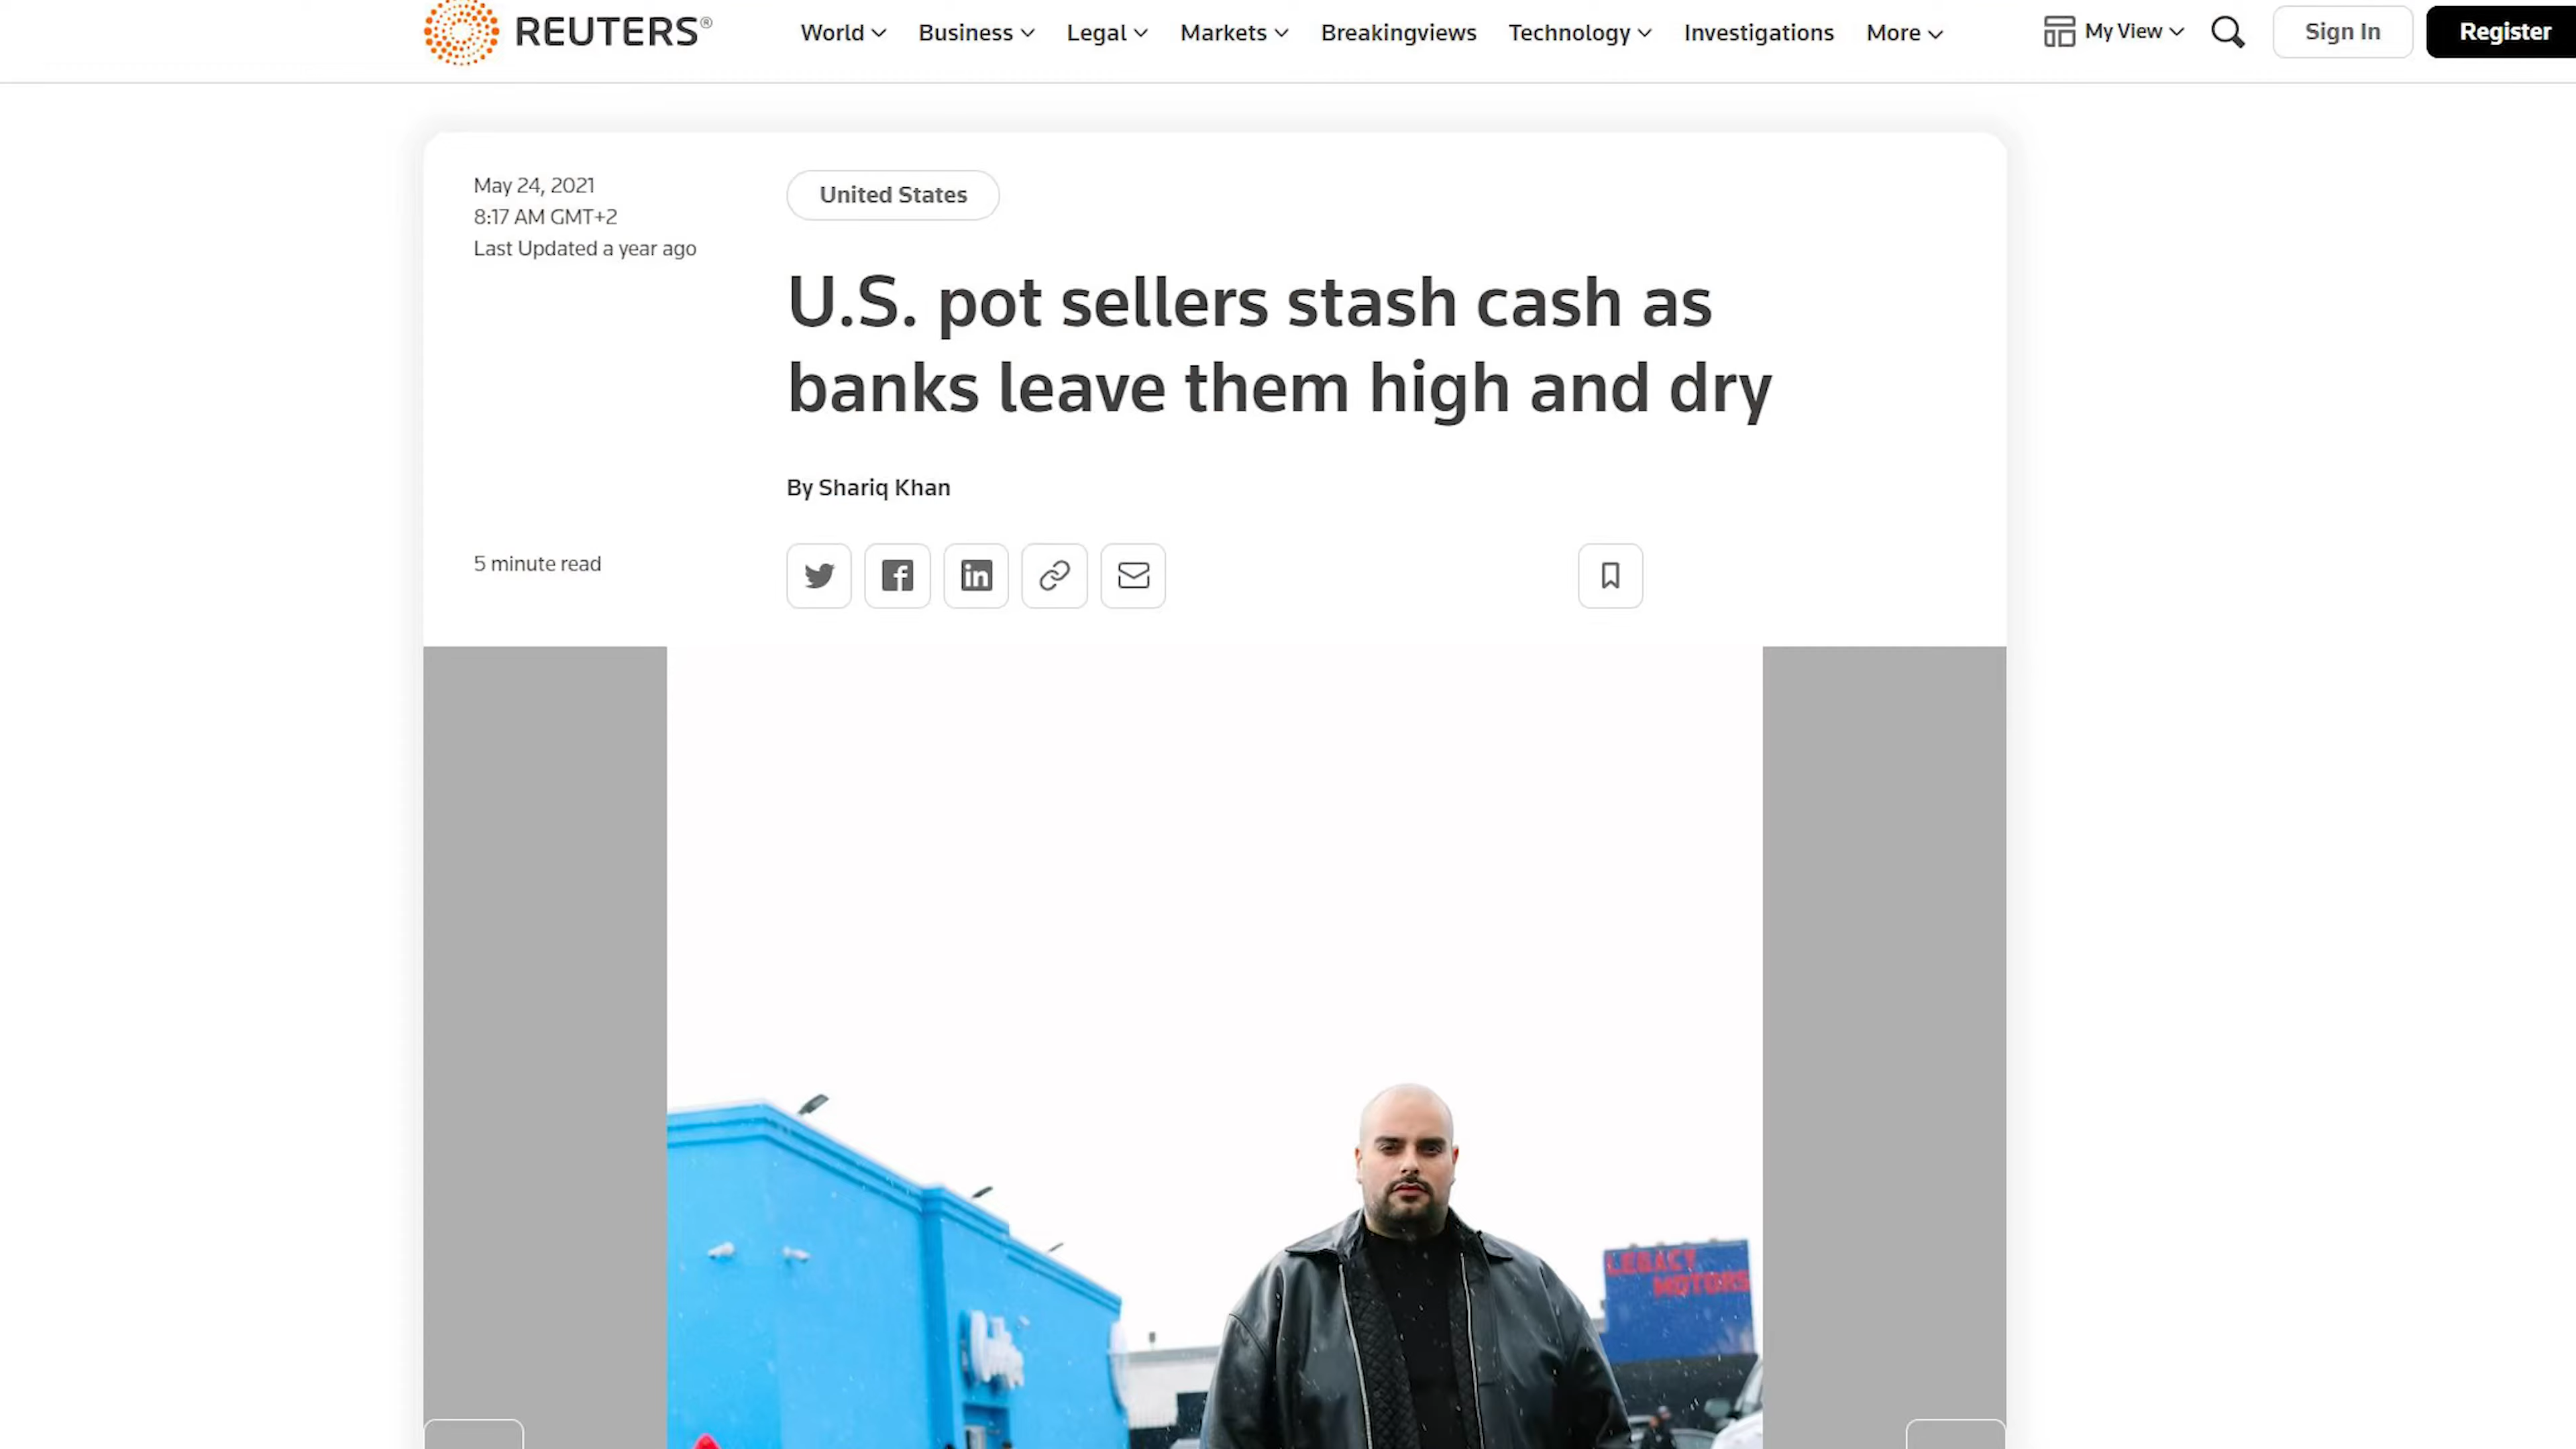 REUTERS®
World
Business
Legal
Markets
Breakingviews
Technology
Investigations
More
My View
Sign In
Register
May 24, 2021
8:17 AM GMT+2
Last Updated a year ago
United States
U.S. pot sellers stash cash as
banks leave them high and dry
By Shariq Khan
5 minute read
LEGACY
MOTORS